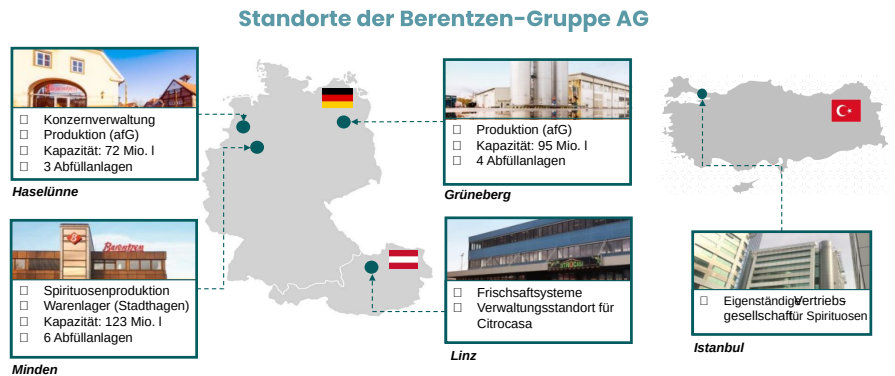 Standorte der Berentzen-Gruppe AG
Konzernverwaltung
Produktion (afG)
Kapazität: 72 Mio. l
3 Abfüllanlagen
Haselünne
Produktion (afG)
Kapazität: 95 Mio. l
4 Abfüllanlagen
Grüneberg
Berentzen
Spirituosenproduktion
Warenlager (Stadthagen)
Kapazität: 123 Mio. l
6 Abfüllanlagen
Minden
Frischsaftsysteme
Verwaltungsstandort für
Citrocasa
Linz
Eigenständige Vertriebs-
gesellschaft für Spirituosen
Istanbul